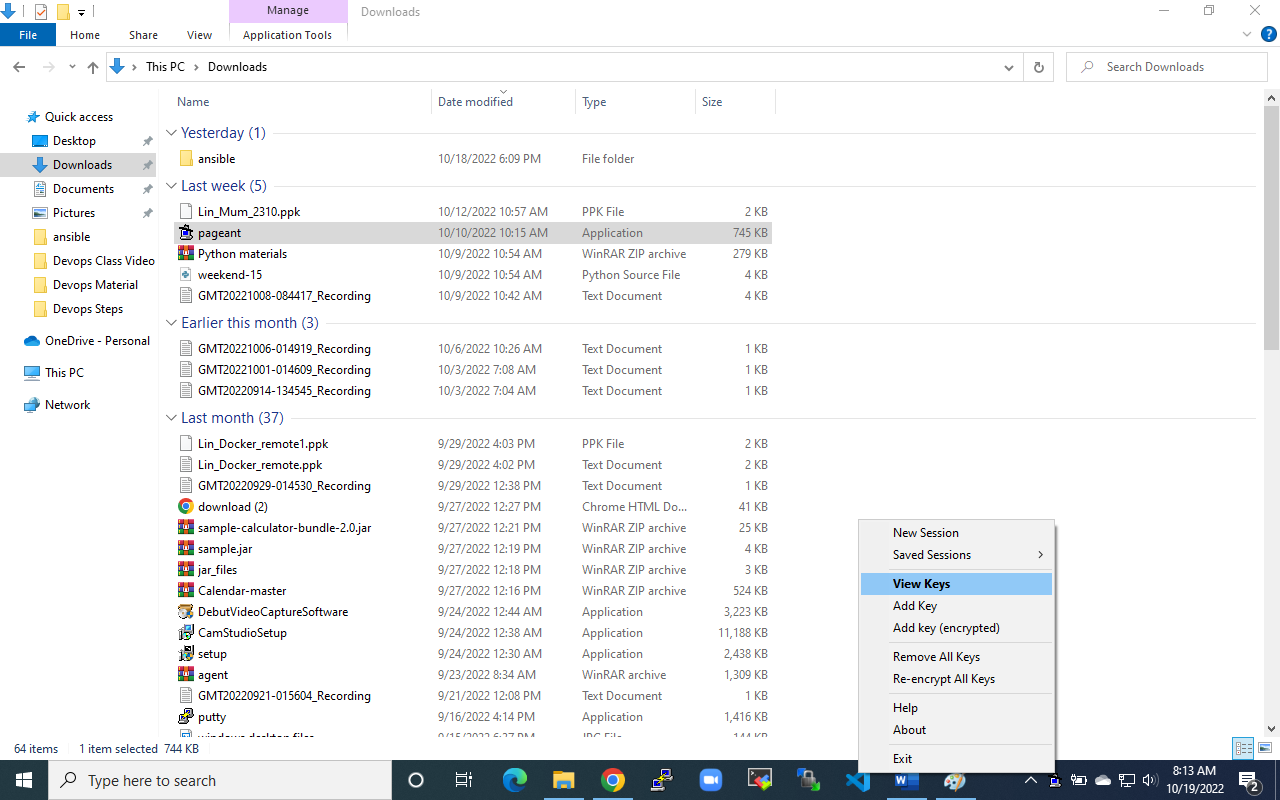 Manage
Downloads
File
Home
Share
View
Application Tools
This PC
Downloads
Search Downloads
Name
Date modified
Type
Size
Quick access
Desktop
Downloads
Documents
Pictures
ansible
Devops Class Video
Devops Material
Devops Steps
OneDrive - Personal
This PC
Network
Yesterday (1)
ansible 10/18/2022 6:09 PM File folder
Last week (5)
Lin_Mum_2310.ppk 10/12/2022 10:57 AM PPK File 2 KB
pageant 10/10/2022 10:15 AM Application 745 KB
Python materials 10/9/2022 10:54 AM WinRAR ZIP archive 279 KB
weekend-15 10/9/2022 10:54 AM Python Source File 4 KB
GMT20221008-084417_Recording 10/9/2022 10:42 AM Text Document 4 KB
Earlier this month (3)
GMT20221006-014919_Recording 10/6/2022 10:26 AM Text Document 1 KB
GMT20221001-014609_Recording 10/3/2022 7:08 AM Text Document 1 KB
GMT20220914-134545_Recording 10/3/2022 7:04 AM Text Document 1 KB
Last month (37)
Lin_Docker_remote1.ppk 9/29/2022 4:03 PM PPK File 2 KB
Lin_Docker_remote.ppk 9/29/2022 4:02 PM Text Document 2 KB
GMT20220929-014530_Recording 9/29/2022 12:38 PM Text Document 1 KB
download (2) 9/27/2022 12:27 PM Chrome HTML Do... 41 KB
sample-calculator-bundle-2.0.jar 9/27/2022 12:21 PM WinRAR ZIP archive 25 KB
sample.jar 9/27/2022 12:19 PM WinRAR ZIP archive 4 KB
jar_files 9/27/2022 12:18 PM WinRAR ZIP archive 3 KB
Calendar-master 9/27/2022 12:16 PM WinRAR ZIP archive 524 KB
DebutVideoCaptureSoftware 9/24/2022 12:44 AM Application 3,223 KB
CamStudioSetup 9/24/2022 12:38 AM Application 11,188 KB
setup 9/24/2022 12:30 AM Application 2,438 KB
agent 9/23/2022 8:34 AM WinRAR archive 1,309 KB
GMT20220921-015604_Recording 9/21/2022 12:08 PM Text Document 1 KB
putty 9/16/2022 4:14 PM Application 1,416 KB
New Session
Saved Sessions
View Keys
Add Key
Add key (encrypted)
Remove All Keys
Re-encrypt All Keys
Help
About
Exit
64 items 1 item selected 744 KB
Type here to search
8:13 AM
10/19/2022
2